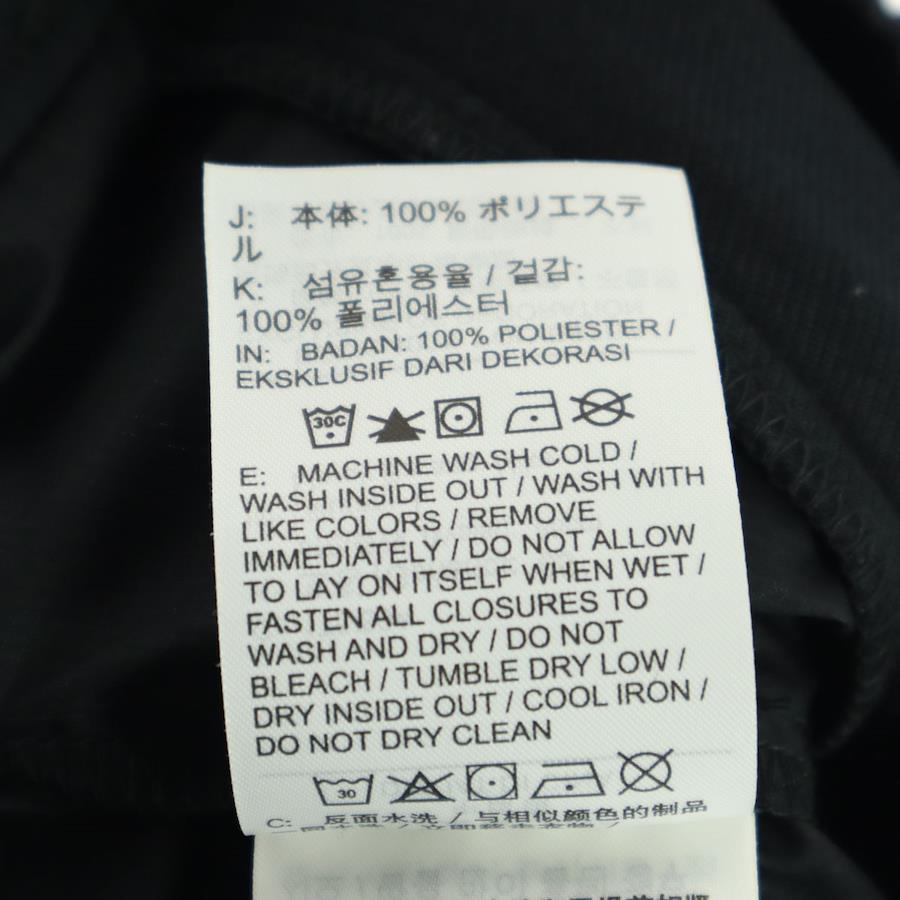 J: 本体: 100% ポリエステ
ル
K: 섬유혼용율 / 겉감:
100% 폴리에스터
IN: BADAN: 100% POLIESTER /
EKSKLUSIF DARI DEKORASI
30C
E: MACHINE WASH COLD /
WASH INSIDE OUT / WASH WITH
LIKE COLORS / REMOVE
IMMEDIATELY / DO NOT ALLOW
TO LAY ON ITSELF WHEN WET /
FASTEN ALL CLOSURES TO
WASH AND DRY / DO NOT
BLEACH / TUMBLE DRY LOW /
DRY INSIDE OUT / COOL IRON /
DO NOT DRY CLEAN
30
C: 反面水洗 / 与相似颜色的制品